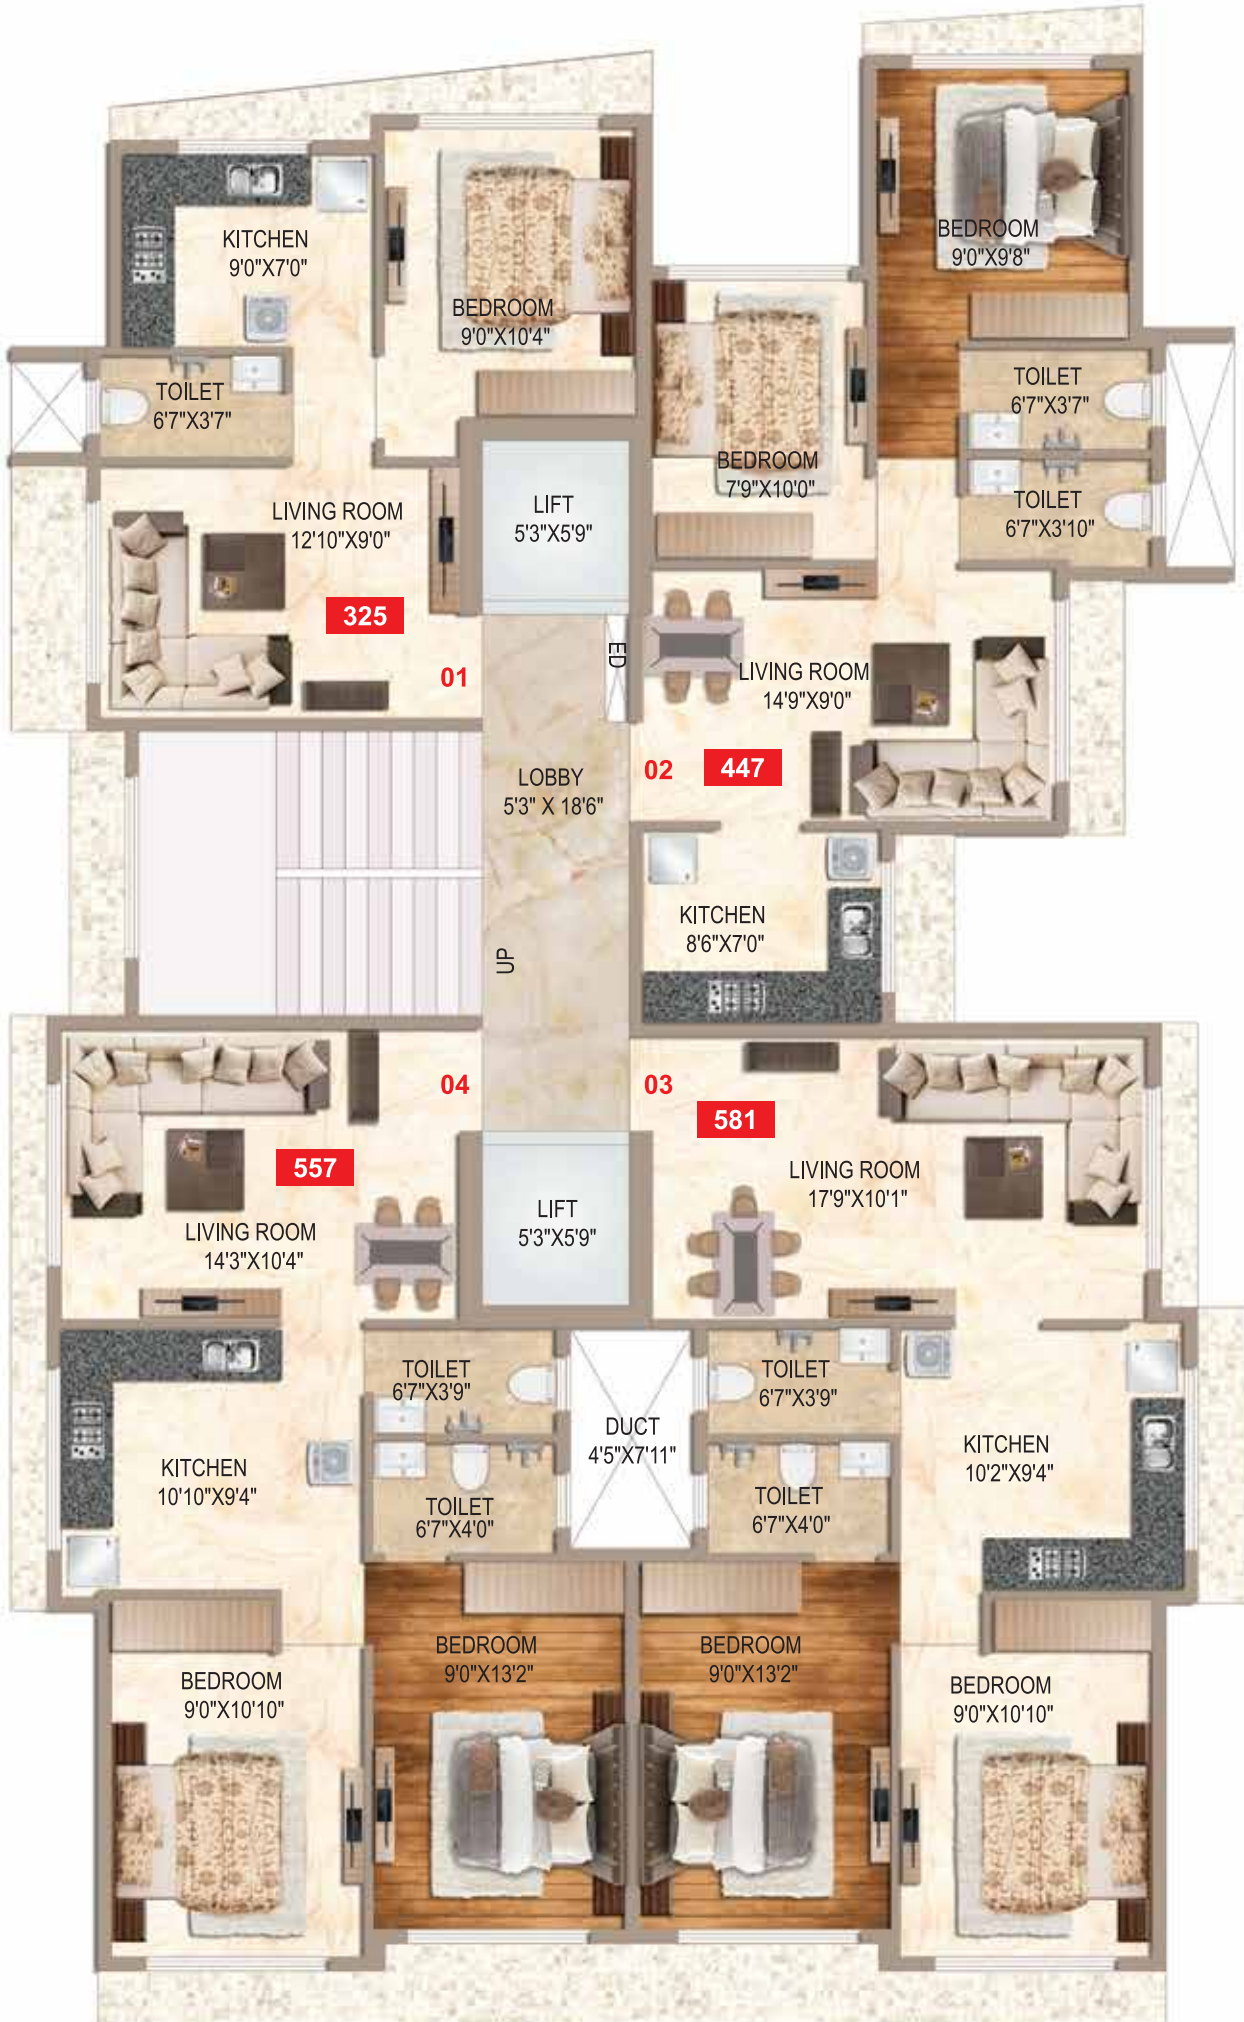 KITCHEN
9'0"X7'0"
BEDROOM
9'0"X10'4"
TOILET
6'7"X3'7"
LIVING ROOM
12'10"X9'0"
325
01
LIFT
5'3"X5'9"
BEDROOM
9'0"X9'8"
BEDROOM
7'9"X10'0"
TOILET
6'7"X3'7"
TOILET
6'7"X3'10"
ED
LIVING ROOM
14'9"X9'0"
02
447
LOBBY
5'3" X 18'6"
KITCHEN
8'6"X7'0"
UP
04
557
LIVING ROOM
14'3"X10'4"
03
581
LIVING ROOM
17'9"X10'1"
LIFT
5'3"X5'9"
TOILET
6'7"X3'9"
TOILET
6'7"X4'0"
DUCT
4'5"X7'11"
TOILET
6'7"X3'9"
TOILET
6'7"X4'0"
KITCHEN
10'10"X9'4"
KITCHEN
10'2"X9'4"
BEDROOM
9'0"X10'10"
BEDROOM
9'0"X13'2"
BEDROOM
9'0"X13'2"
BEDROOM
9'0"X10'10"